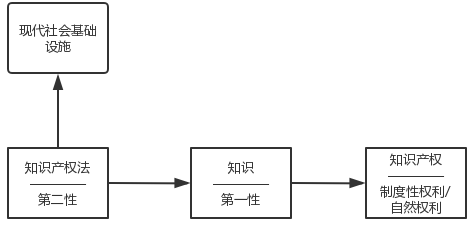 现代社会基础
设施
知识产权法
第二性
知识
第一性
知识产权
制度性权利/
自然权利